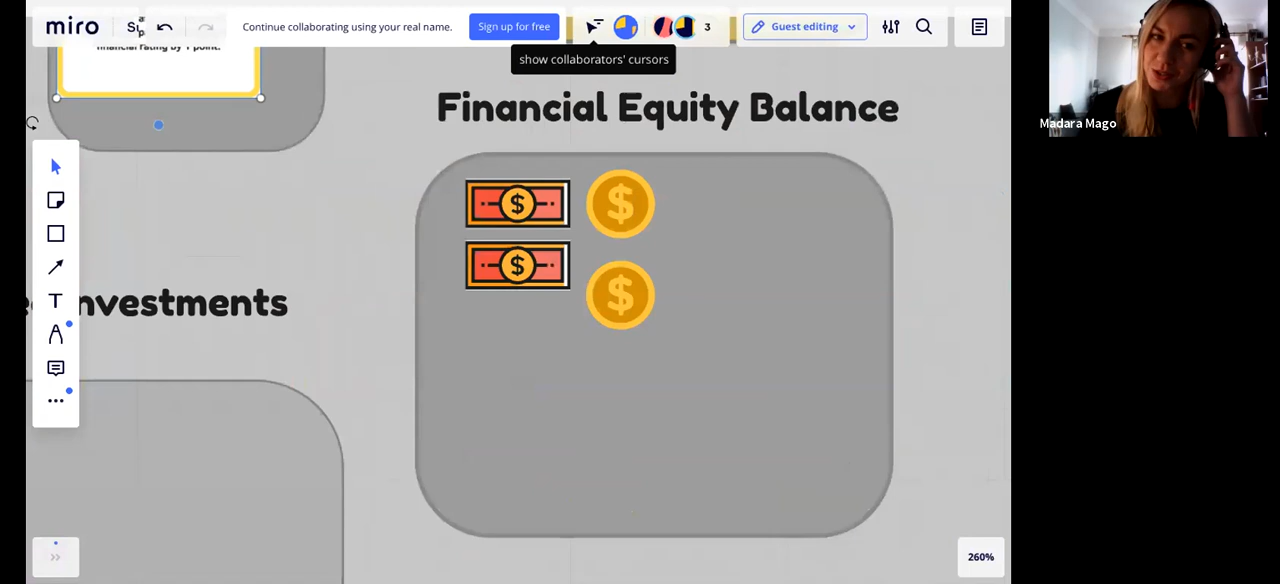 miro
Continue collaborating using your real name.
Sign up for free
3
Guest editing
show collaborators' cursors
financial rating by 1 point.
Madara Mago
Financial Equity Balance
$ $
$ $
nvestments
T
260%